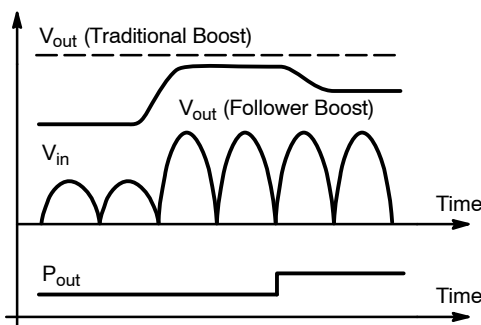 Vout (Traditional Boost)
Vout (Follower Boost)
Vin
Time
Pout
Time